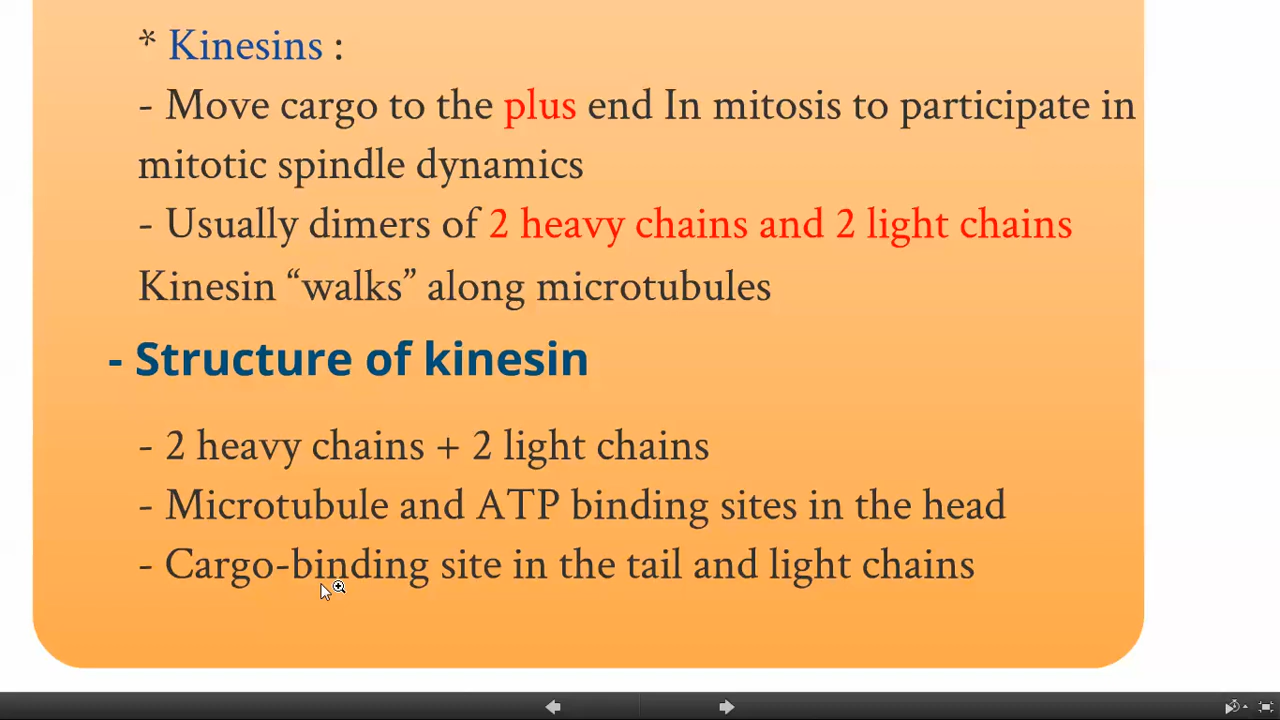 * Kinesins :
- Move cargo to the plus end In mitosis to participate in
mitotic spindle dynamics
- Usually dimers of 2 heavy chains and 2 light chains
Kinesin “walks” along microtubules
- Structure of kinesin
- 2 heavy chains + 2 light chains
- Microtubule and ATP binding sites in the head
- Cargo-binding site in the tail and light chains